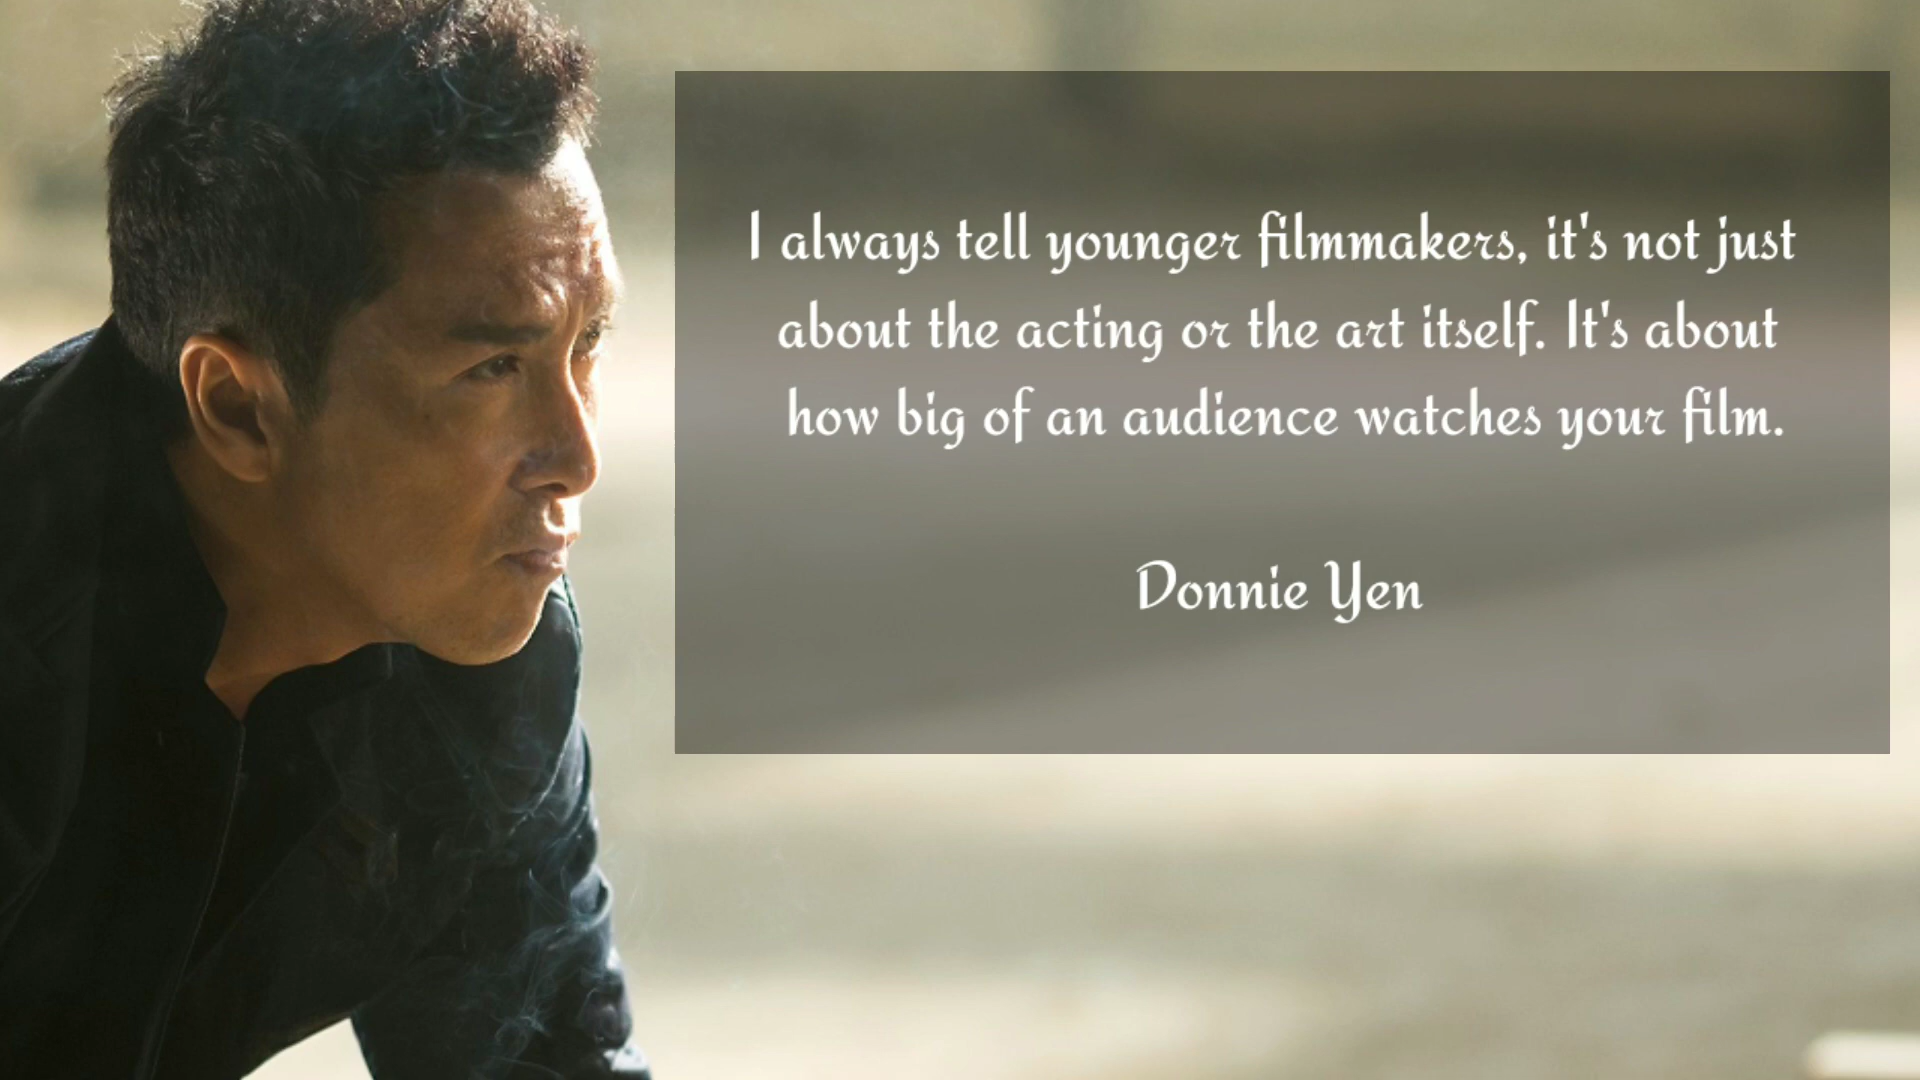 I always tell younger filmmakers, it's not just
about the acting or the art itself. It's about
how big of an audience watches your film.
Donnie Yen